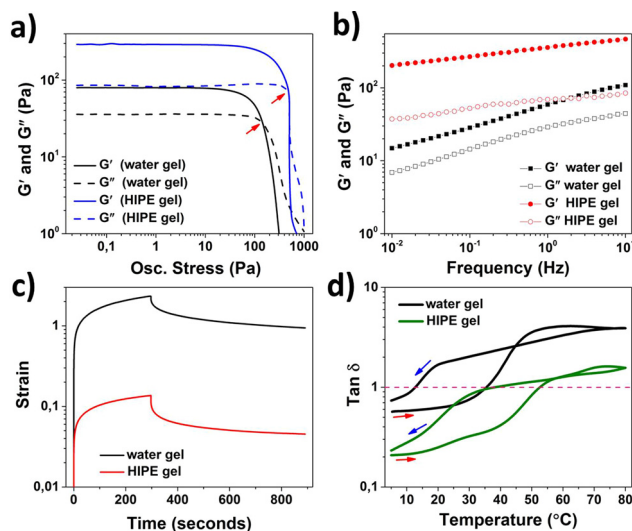 a)
G′ and G″ (Pa)
10²
10¹
10⁰
G′ (water gel)
G″ (water gel)
G′ (HIPE gel)
G″ (HIPE gel)
0,1 1 10 100 1000
Osc. Stress (Pa)
b)
G′ and G″ (Pa)
10²
10¹
10⁰
G′ water gel
G″ water gel
G′ HIPE gel
G″ HIPE gel
10⁻² 10⁻¹ 10⁰ 10¹
Frequency (Hz)
c)
Strain
1
0,1
0,01
water gel
HIPE gel
0 200 400 600 800
Time (seconds)
d)
Tan δ
10
1
0,1
water gel
HIPE gel
10 20 30 40 50 60 70 80
Temperature (°C)